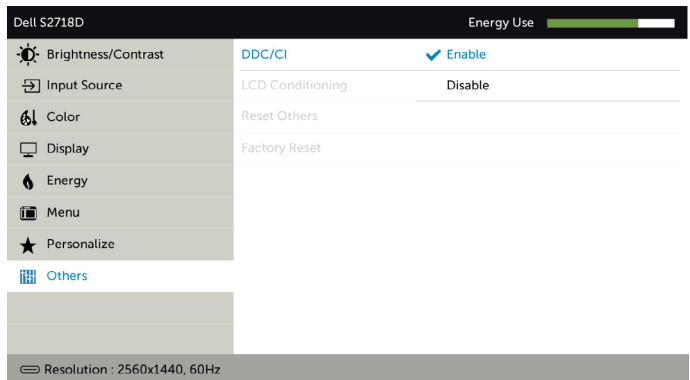 Dell S2718D Energy Use
Brightness/Contrast DDC/CI Enable
Input Source LCD Conditioning Disable
Color Reset Others
Display Factory Reset
Energy
Menu
Personalize
Others
Resolution : 2560x1440, 60Hz